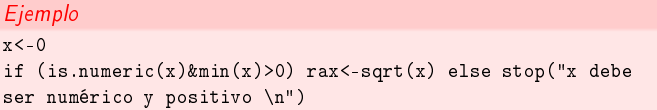 Ejemplo
x<-0
if (is.numeric(x)&min(x)>0) rax<-sqrt(x) else stop("x debe
ser numérico y positivo \n")